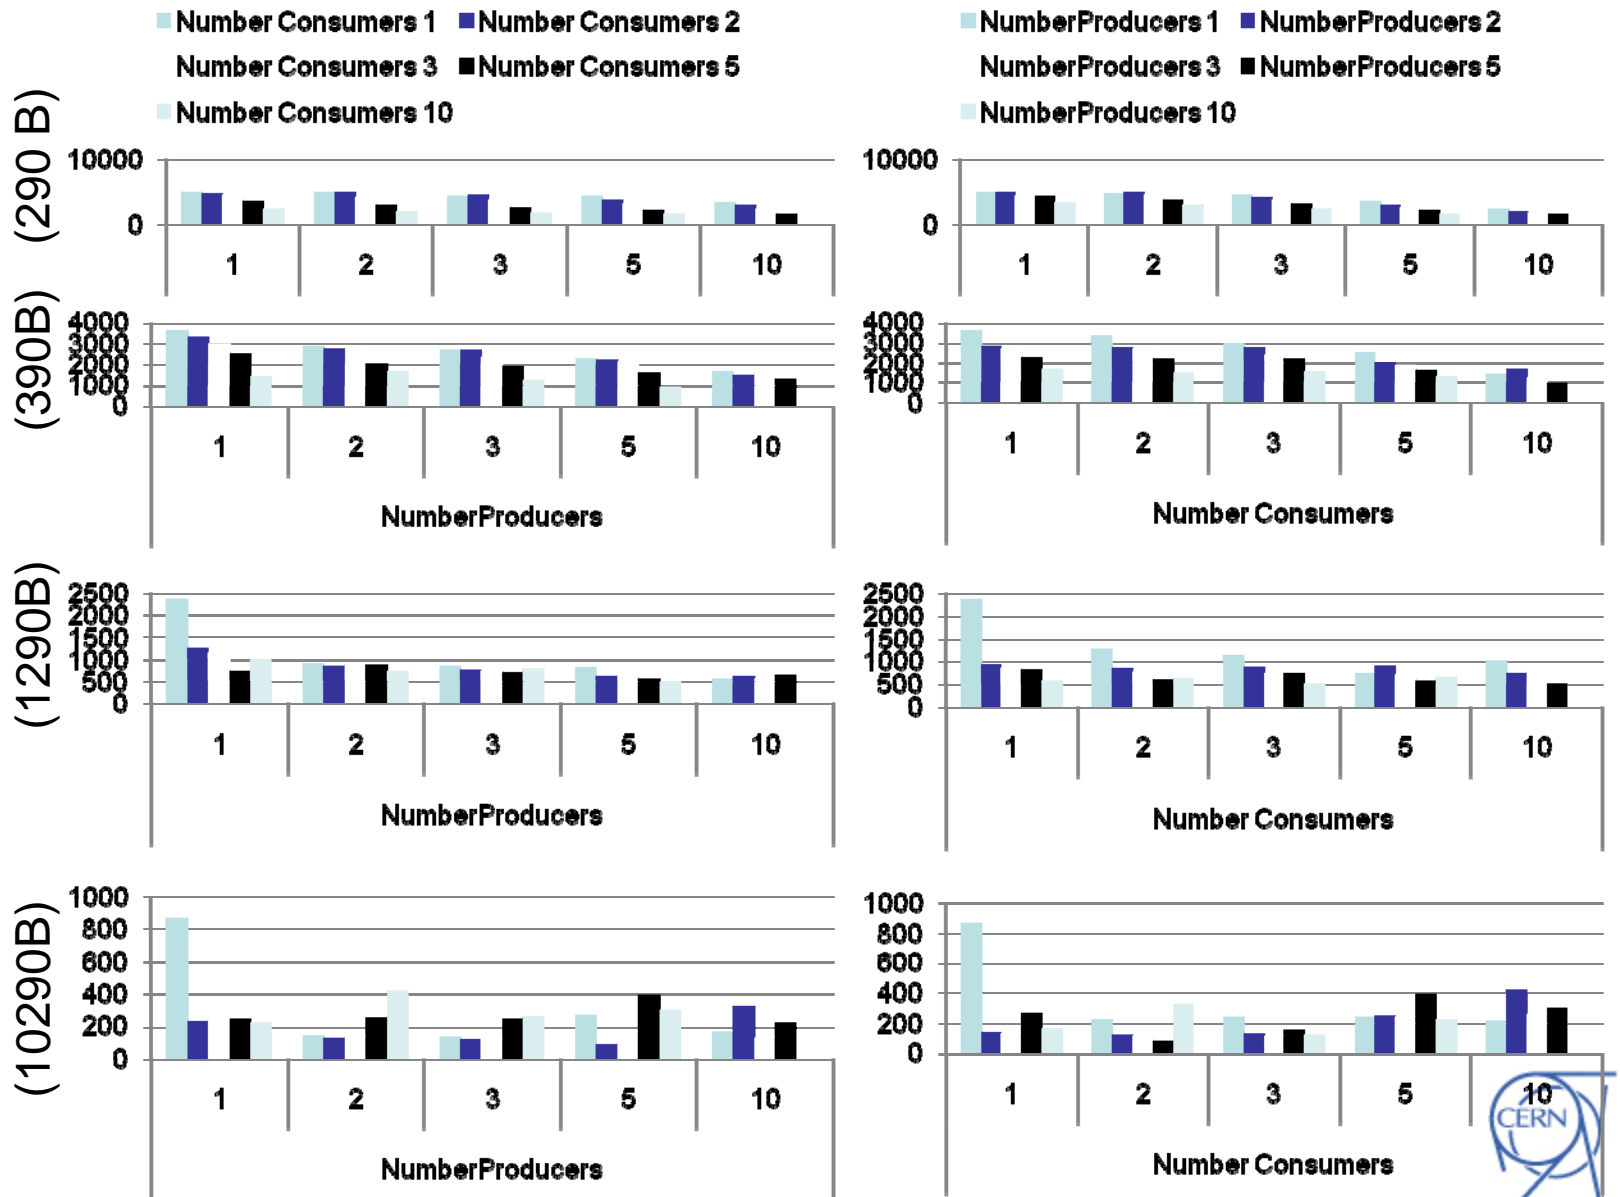 Number Consumers 1 Number Consumers 2
Number Consumers 3 Number Consumers 5
Number Consumers 10
NumberProducers 1 NumberProducers 2
NumberProducers 3 NumberProducers 5
NumberProducers 10
(290 B)
10000
0
1 2 3 5 10
10000
0
1 2 3 5 10
(390B)
4000
3000
2000
1000
0
1 2 3 5 10
NumberProducers
4000
3000
2000
1000
0
1 2 3 5 10
Number Consumers
(1290B)
2500
2000
1500
1000
500
0
1 2 3 5 10
NumberProducers
2500
2000
1500
1000
500
0
1 2 3 5 10
Number Consumers
(10290B)
1000
800
600
400
200
0
1 2 3 5 10
NumberProducers
1000
800
600
400
200
0
1 2 3 5 10
Number Consumers
CERN